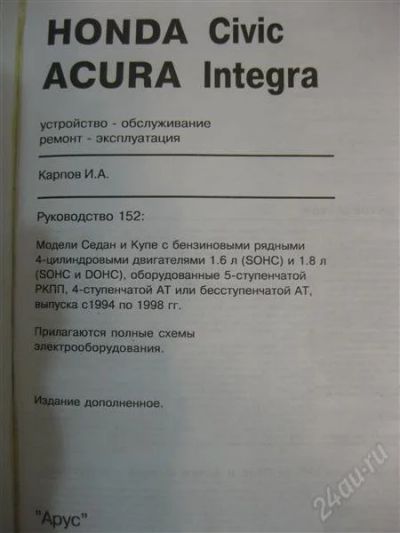 HONDA Civic
ACURA Integra
устройство - обслуживание
ремонт - эксплуатация
Карпов И.А.
Руководство 152:
Модели Седан и Купе с бензиновыми рядными
4-цилиндровыми двигателями 1.6 л (SOHC) и 1.8 л
(SOHC и DOHC), оборудованные 5-ступенчатой
РКПП, 4-ступенчатой АТ или бесступенчатой АТ,
выпуска с1994 по 1998 гг.
Прилагаются полные схемы
электрооборудования.
Издание дополненное.
"Арус"
24au.ru